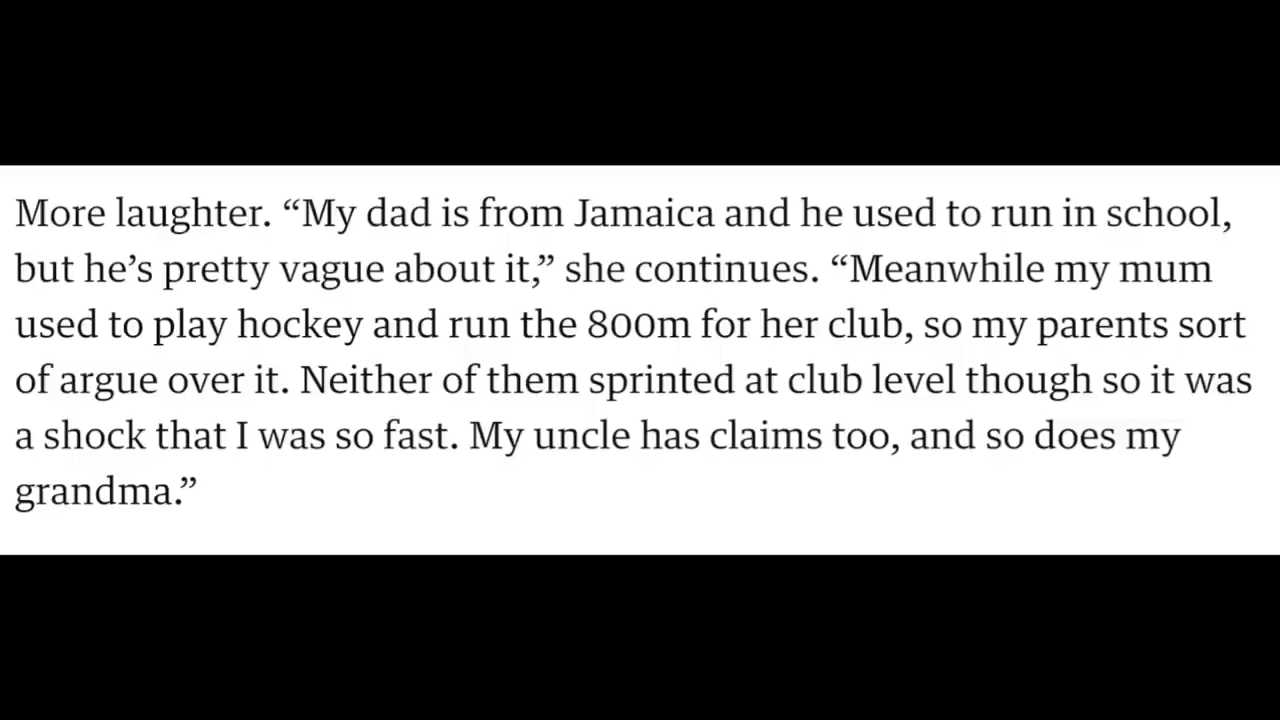 More laughter. “My dad is from Jamaica and he used to run in school,
but he’s pretty vague about it,” she continues. “Meanwhile my mum
used to play hockey and run the 800m for her club, so my parents sort
of argue over it. Neither of them sprinted at club level though so it was
a shock that I was so fast. My uncle has claims too, and so does my
grandma.”